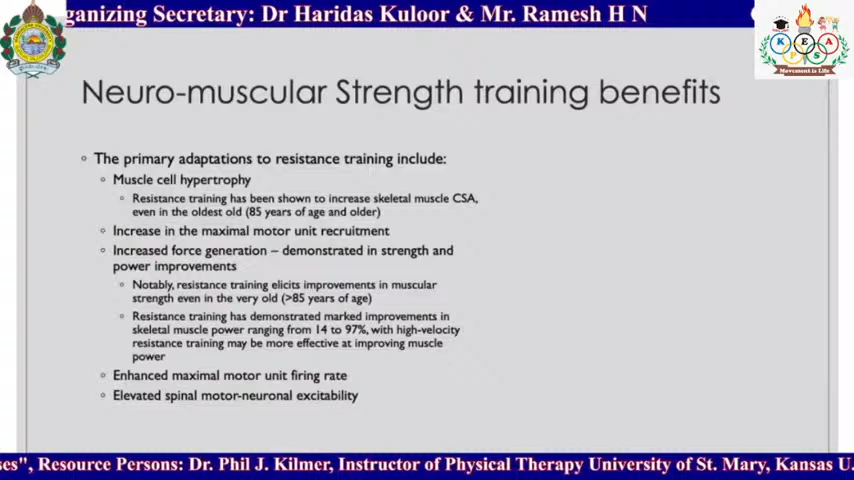 ganizing Secretary: Dr Haridas Kuloor & Mr. Ramesh H N
K E A
P S
Movement is Life
Neuro-muscular Strength training benefits
The primary adaptations to resistance training include:
Muscle cell hypertrophy
Resistance training has been shown to increase skeletal muscle CSA,
even in the oldest old (85 years of age and older)
Increase in the maximal motor unit recruitment
Increased force generation – demonstrated in strength and
power improvements
Notably, resistance training elicits improvements in muscular
strength even in the very old (>85 years of age)
Resistance training has demonstrated marked improvements in
skeletal muscle power ranging from 14 to 97%, with high-velocity
resistance training may be more effective at improving muscle
power
Enhanced maximal motor unit firing rate
Elevated spinal motor-neuronal excitability
ses", Resource Persons: Dr. Phil J. Kilmer, Instructor of Physical Therapy University of St. Mary, Kansas U.